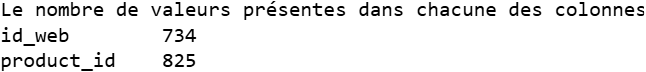 Le nombre de valeurs présentes dans chacune des colonnes
id_web 734
product_id 825